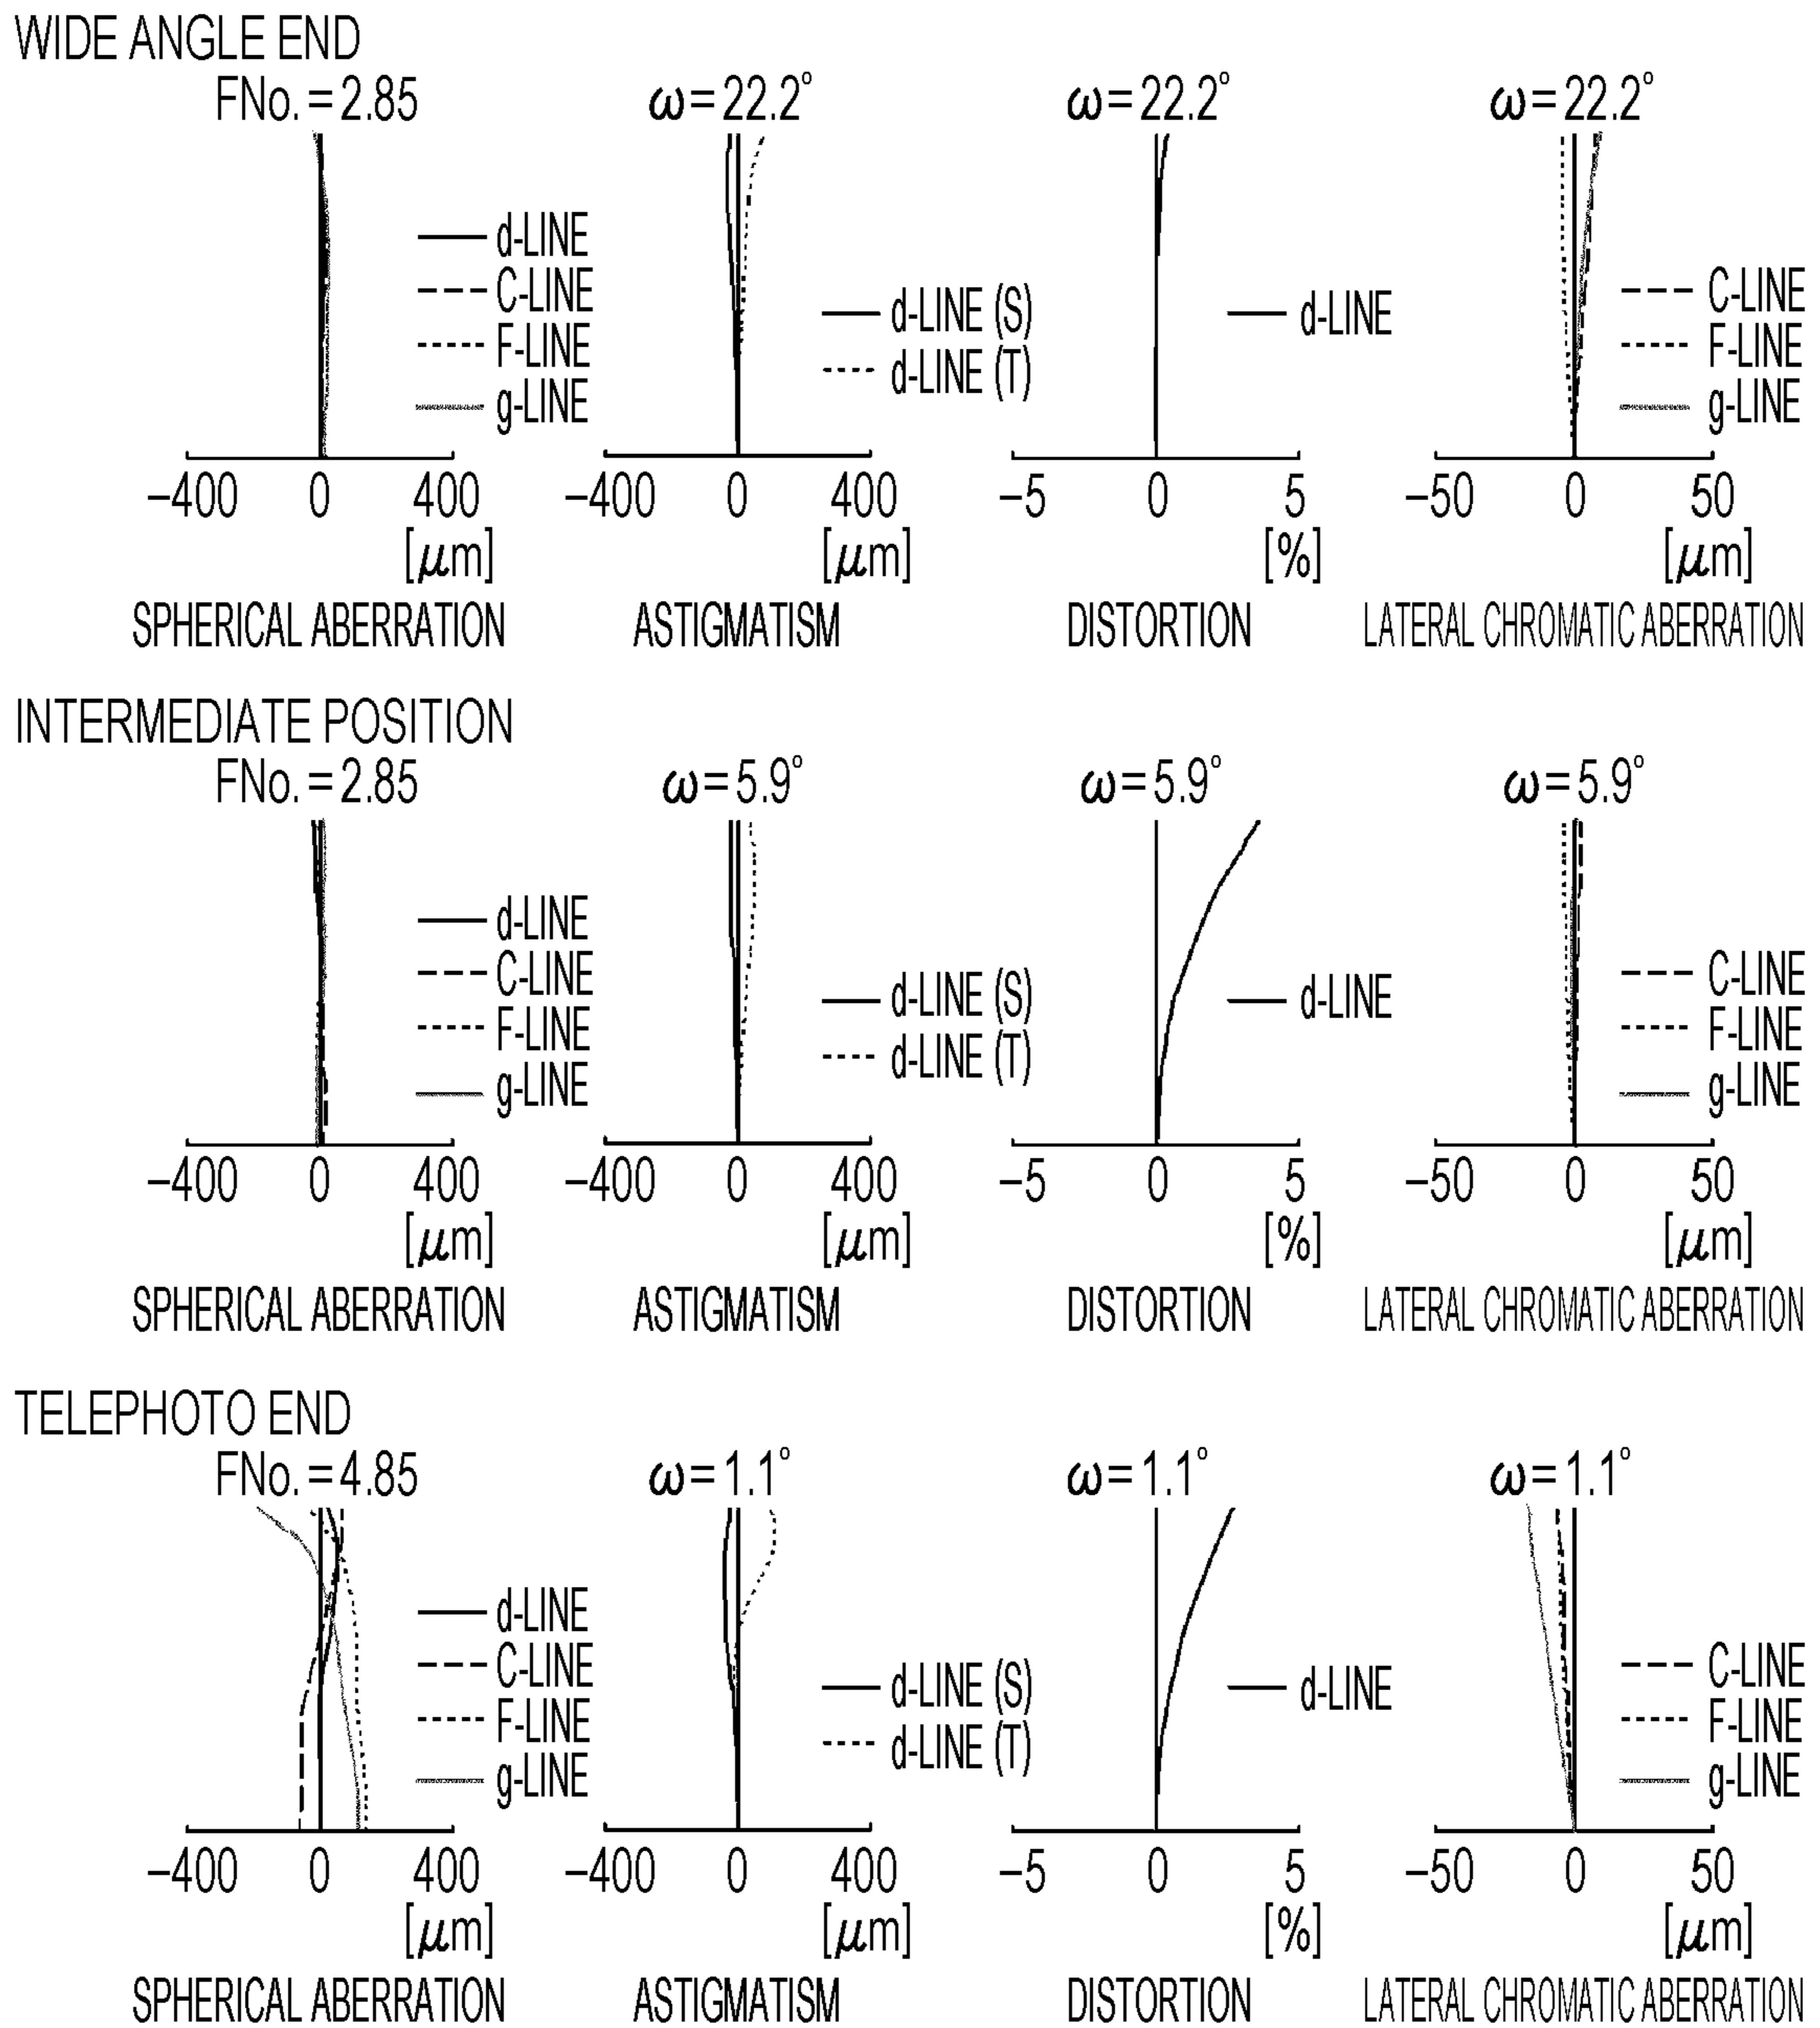 WIDE ANGLE END
FNo. = 2.85
ω=22.2°
ω=22.2°
ω=22.2°
d-LINE
C-LINE
F-LINE
g-LINE
d-LINE (S)
d-LINE (T)
d-LINE
C-LINE
F-LINE
g-LINE
−400 0 400
[μm]
−400 0 400
[μm]
−5 0 5
[%]
−50 0 50
[μm]
SPHERICAL ABERRATION
ASTIGMATISM
DISTORTION
LATERAL CHROMATIC ABERRATION
INTERMEDIATE POSITION
FNo. = 2.85
ω=5.9°
ω=5.9°
ω=5.9°
d-LINE
C-LINE
F-LINE
g-LINE
d-LINE (S)
d-LINE (T)
d-LINE
C-LINE
F-LINE
g-LINE
−400 0 400
[μm]
−400 0 400
[μm]
−5 0 5
[%]
−50 0 50
[μm]
SPHERICAL ABERRATION
ASTIGMATISM
DISTORTION
LATERAL CHROMATIC ABERRATION
TELEPHOTO END
FNo. = 4.85
ω=1.1°
ω=1.1°
ω=1.1°
d-LINE
C-LINE
F-LINE
g-LINE
d-LINE (S)
d-LINE (T)
d-LINE
C-LINE
F-LINE
g-LINE
−400 0 400
[μm]
−400 0 400
[μm]
−5 0 5
[%]
−50 0 50
[μm]
SPHERICAL ABERRATION
ASTIGMATISM
DISTORTION
LATERAL CHROMATIC ABERRATION